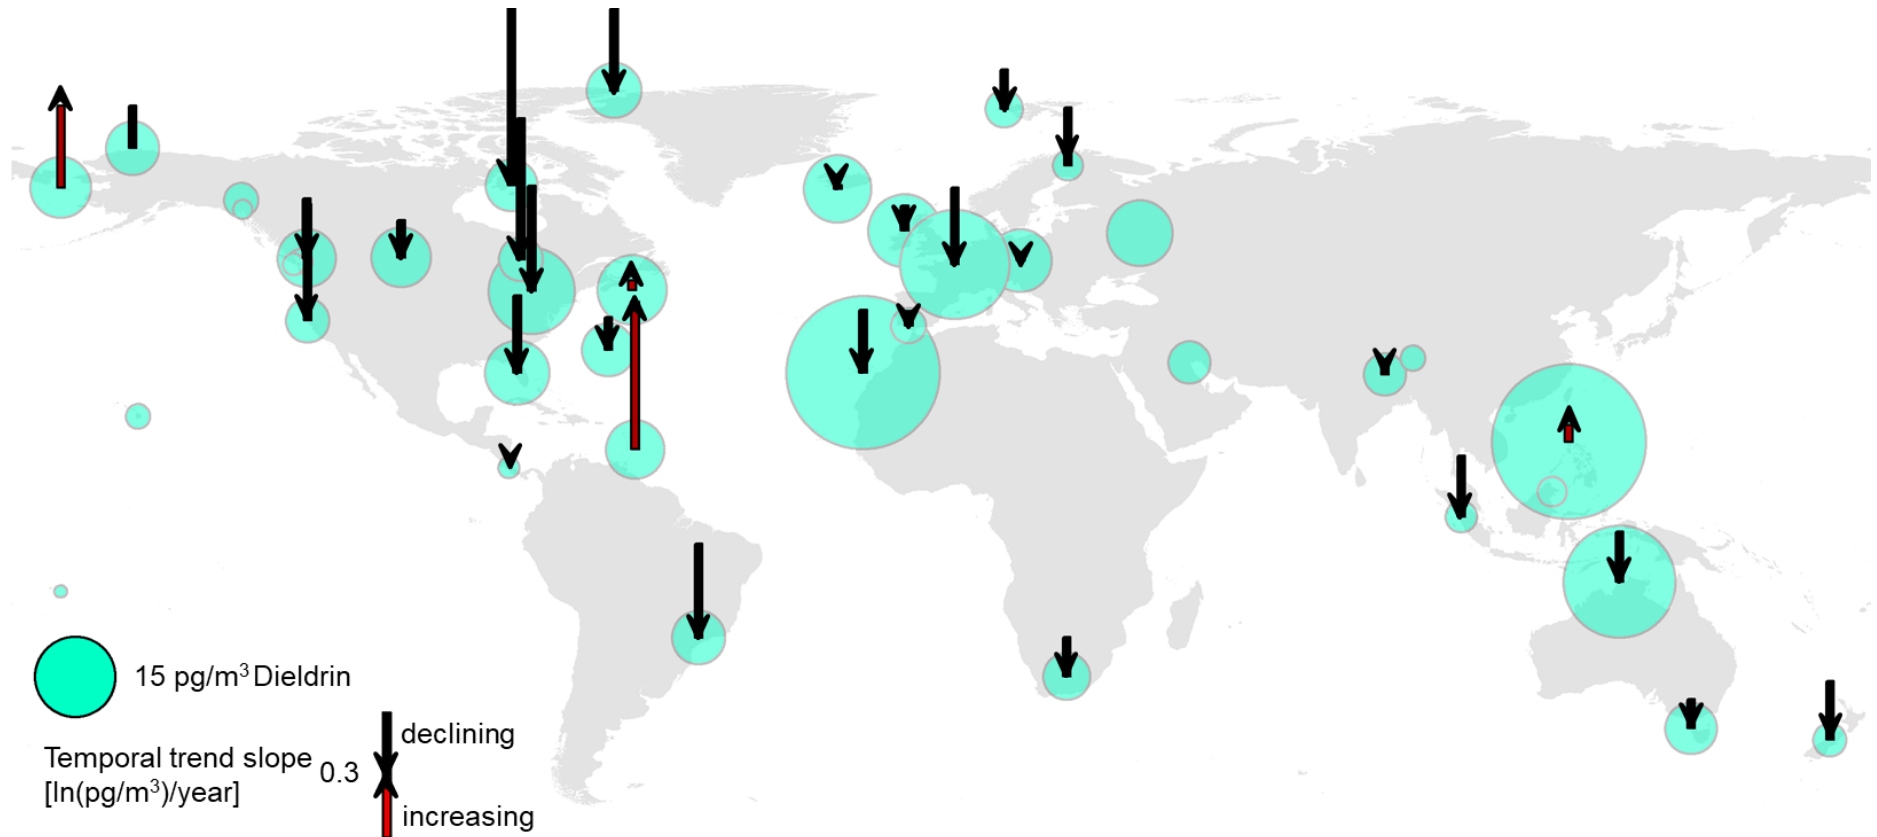 15 pg/m³ Dieldrin
declining
Temporal trend slope 0.3
[ln(pg/m³)/year]
increasing